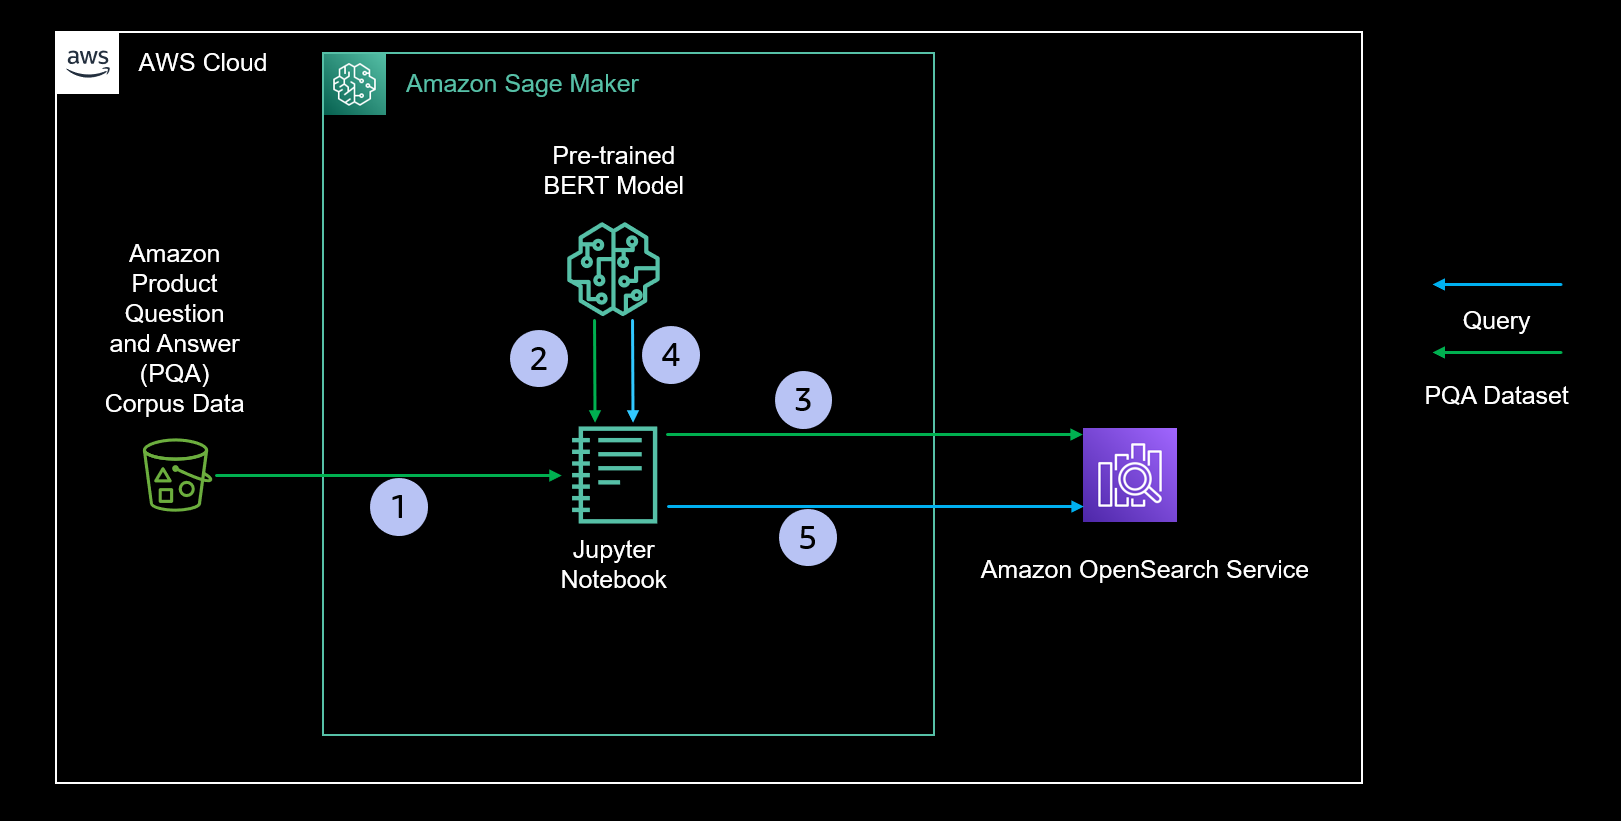 aws
AWS Cloud
Amazon Sage Maker
Pre-trained
BERT Model
Amazon
Product
Question
and Answer
(PQA)
Corpus Data
2
4
3
1
5
Jupyter
Notebook
Amazon OpenSearch Service
Query
PQA Dataset